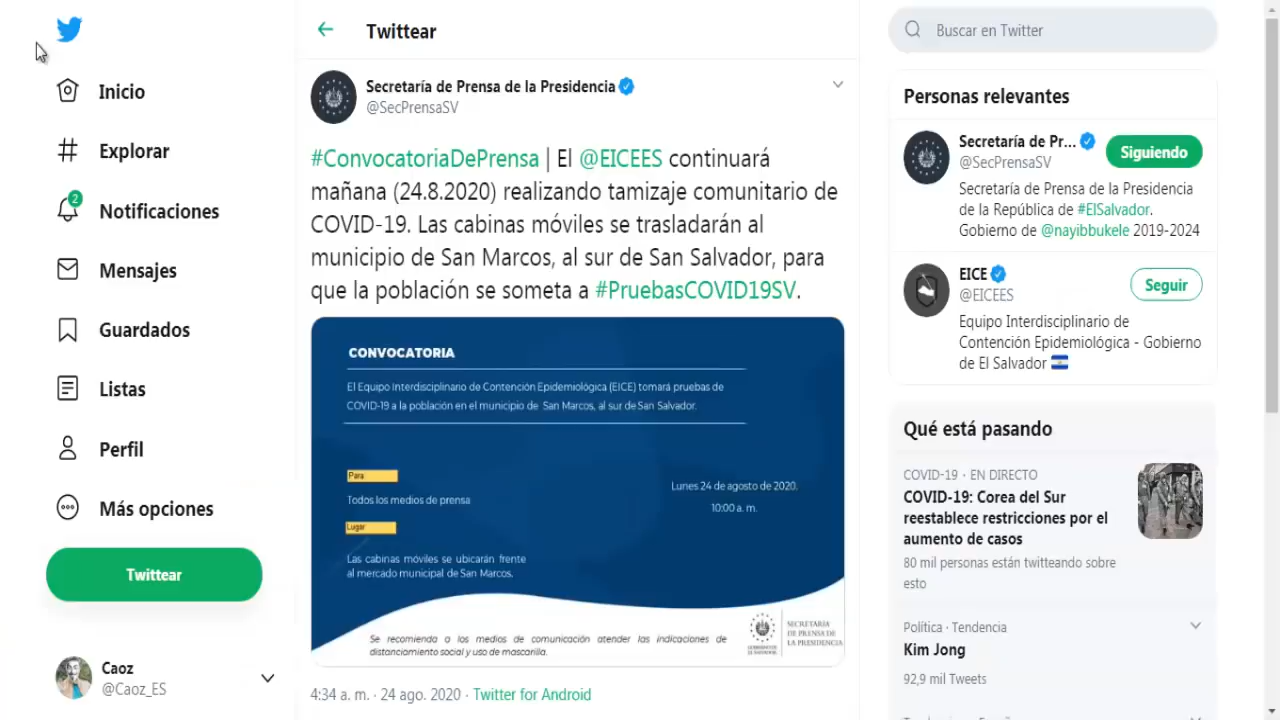 Inicio
Explorar
2
Notificaciones
Mensajes
Guardados
Listas
Perfil
Más opciones
Twittear
Caoz
@Caoz_ES
Twittear
Secretaría de Prensa de la Presidencia
@SecPrensaSV
#ConvocatoriaDePrensa | El @EICEES continuará
mañana (24.8.2020) realizando tamizaje comunitario de
COVID-19. Las cabinas móviles se trasladarán al
municipio de San Marcos, al sur de San Salvador, para
que la población se someta a #PruebasCOVID19SV.
CONVOCATORIA
El Equipo Interdisciplinario de Contención Epidemiológica (EICE) tomará pruebas de
COVID-19 a la población en el municipio de San Marcos, al sur de San Salvador.
Para
Todos los medios de prensa
Lugar
Las cabinas móviles se ubicarán frente
al mercado municipal de San Marcos.
Lunes 24 de agosto de 2020.
10:00 a. m.
Se recomienda a los medios de comunicación atender las indicaciones de
distanciamiento social y uso de mascarilla.
SECRETARÍA
DE PRENSA DE
LA PRESIDENCIA
4:34 a. m. · 24 ago. 2020 · Twitter for Android
Buscar en Twitter
Personas relevantes
Secretaría de Pr...
@SecPrensaSV
Siguiendo
Secretaría de Prensa de la Presidencia
de la República de #ElSalvador.
Gobierno de @nayibbukele 2019-2024
EICE
@EICEES
Seguir
Equipo Interdisciplinario de
Contención Epidemiológica - Gobierno
de El Salvador
Qué está pasando
COVID-19 · EN DIRECTO
COVID-19: Corea del Sur
reestablece restricciones por el
aumento de casos
80 mil personas están twitteando sobre
esto
Política · Tendencia
Kim Jong
92,9 mil Tweets